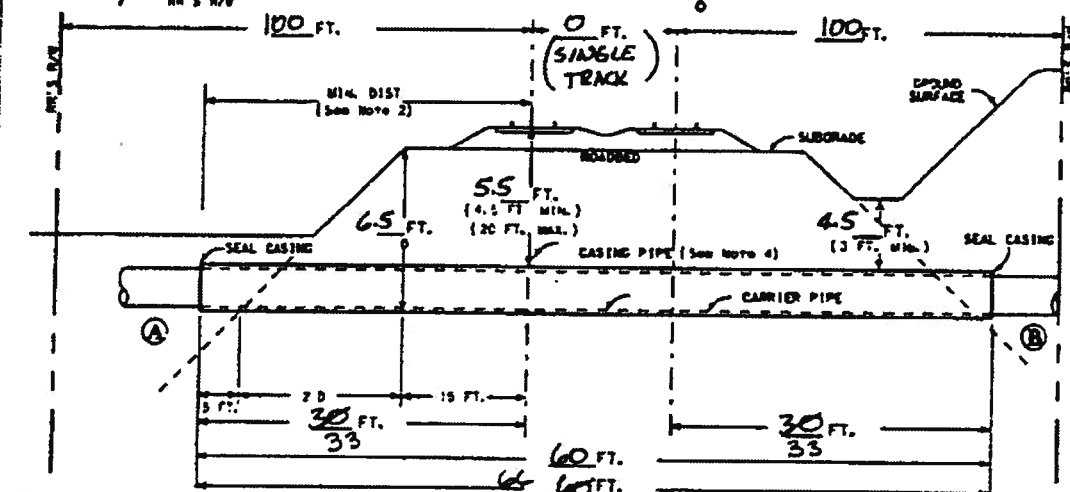 RR'S R/W
100 FT.
0 FT.
100 FT.
(SINGLE
TRACK)
RR'S R/W
MIN. DIST
(See Note 2)
GROUND
SURFACE
SUBGRADE
ROADBED
5.5 FT.
(4.5 FT MIN.)
(20 FT. MAX.)
6.5 FT.
D
4.5 FT.
(3 FT. MIN.)
SEAL CASING
CASING PIPE (See Note 4)
SEAL CASING
CARRIER PIPE
A
B
5 FT.
2 D
15 FT.
30 FT.
33
30 FT.
33
60 FT.
66
FT.